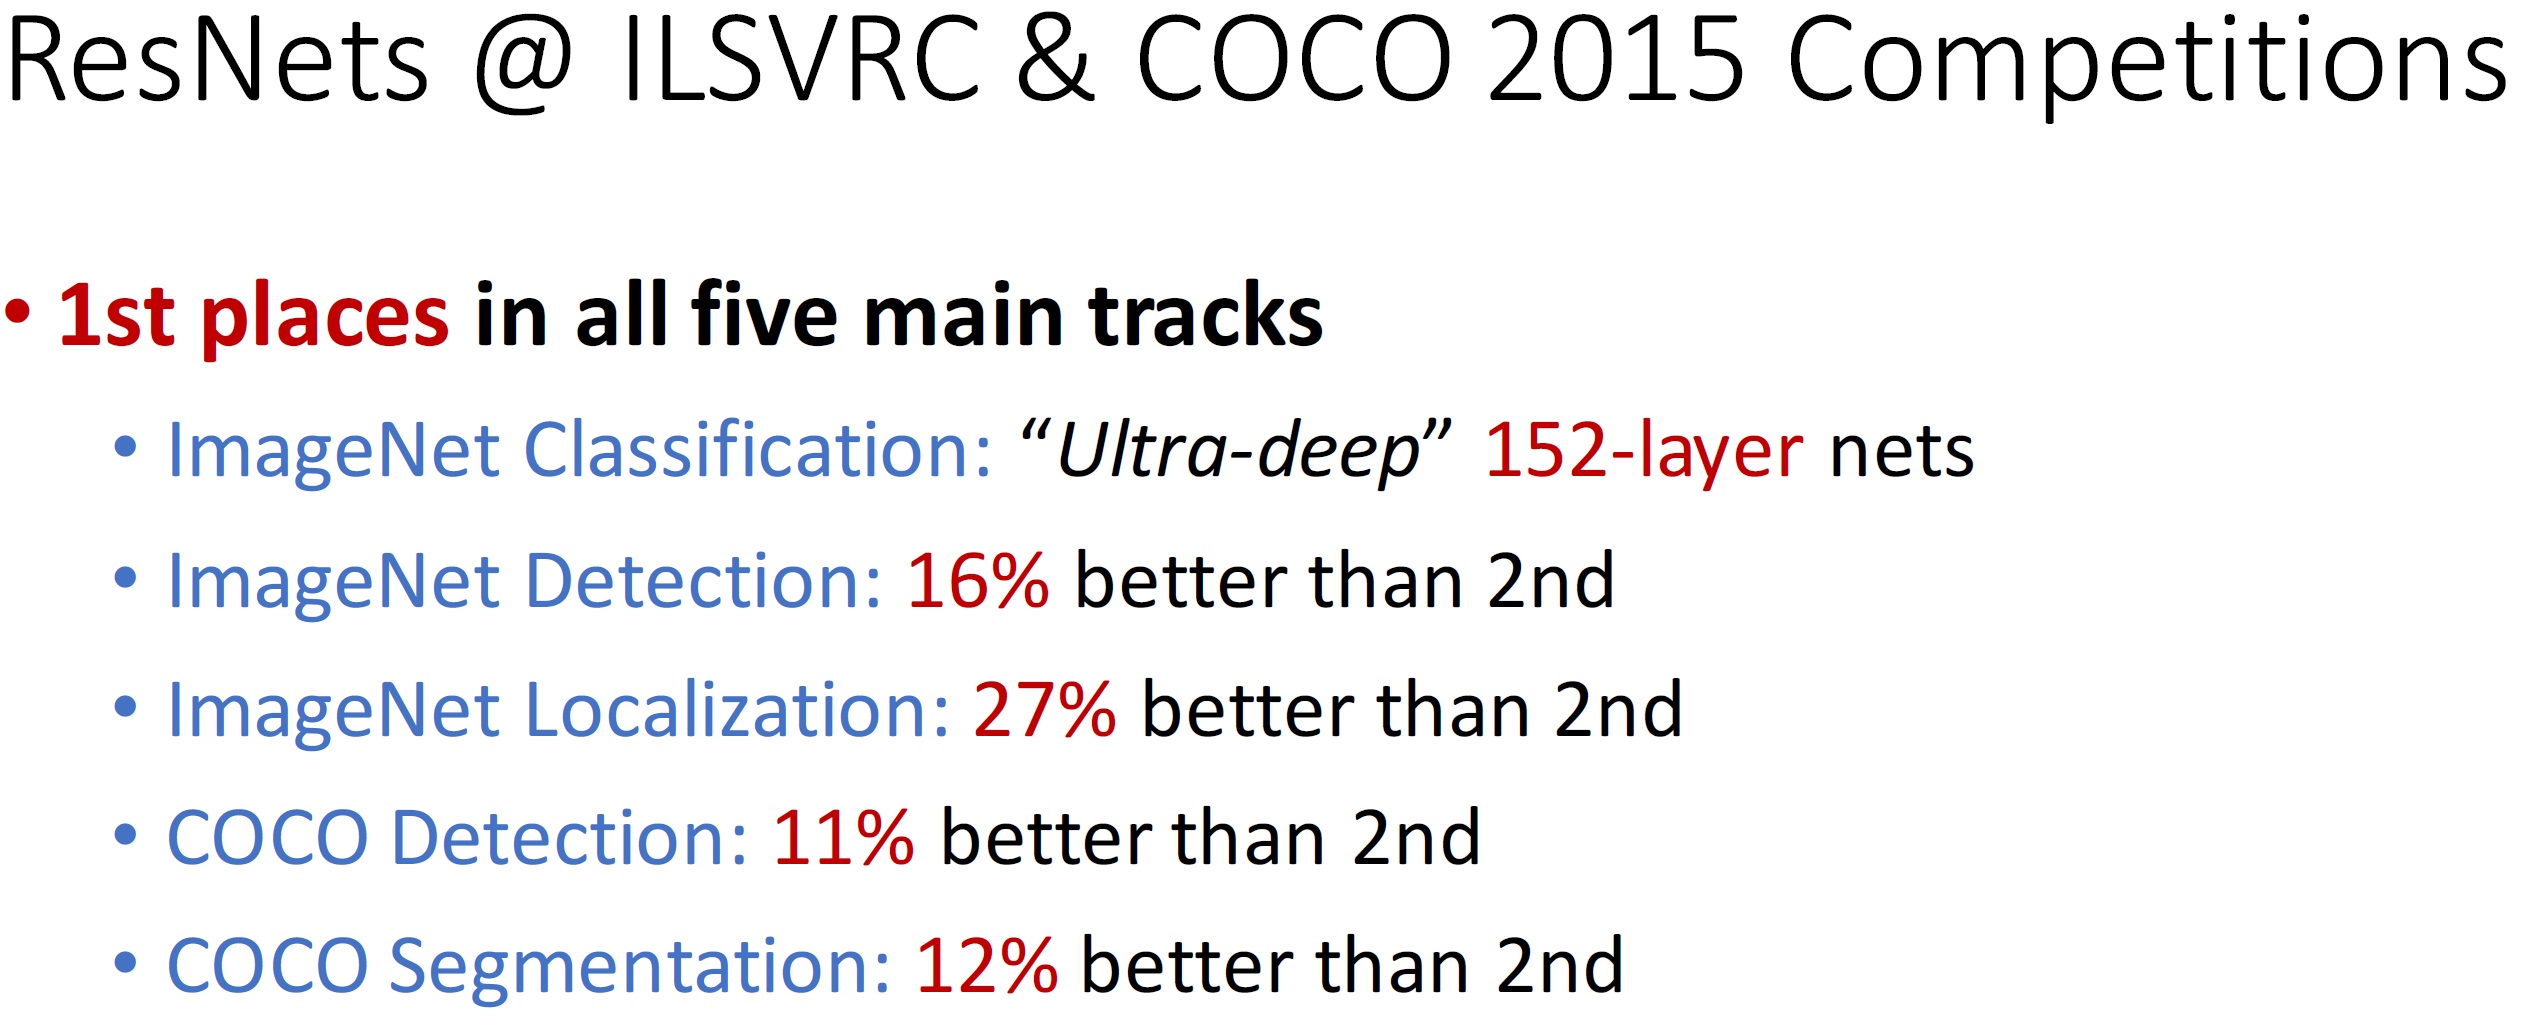 ResNets @ ILSVRC & COCO 2015 Competitions
• 1st places in all five main tracks
• ImageNet Classification: “Ultra-deep” 152-layer nets
• ImageNet Detection: 16% better than 2nd
• ImageNet Localization: 27% better than 2nd
• COCO Detection: 11% better than 2nd
• COCO Segmentation: 12% better than 2nd